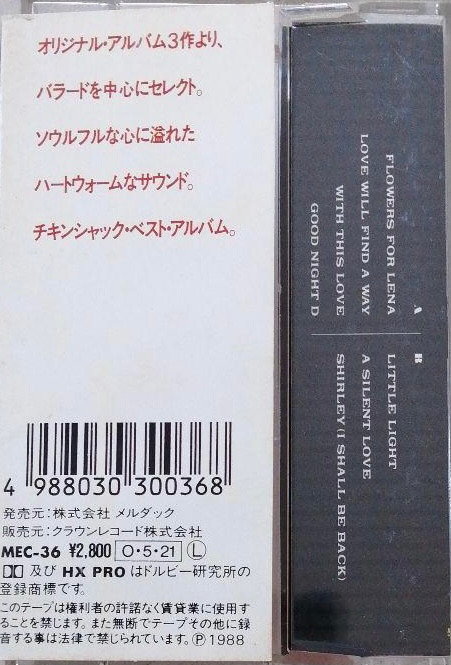 オリジナル・アルバム3作より、
バラードを中心にセレクト。
ソウルフルな心に溢れた
ハートウォームなサウンド。
チキンシャック・ベスト・アルバム。
4 988030 300368
発売元:株式会社 メルダック
販売元:クラウンレコード株式会社
MEC-36 ¥2,800 O・5・21 Ⓛ
及び HX PRO はドルビー研究所の
登録商標です。
このテープは権利者の許諾なく賃貸業に使用す
ることを禁じます。また無断でテープその他に録
音する事は法律で禁じられています。Ⓟ1988
A
FLOWERS FOR LENA
LOVE WILL FIND A WAY
WITH THIS LOVE
GOOD NIGHT D
B
LITTLE LIGHT
A SILENT LOVE
SHIRLEY (I SHALL BE BACK)